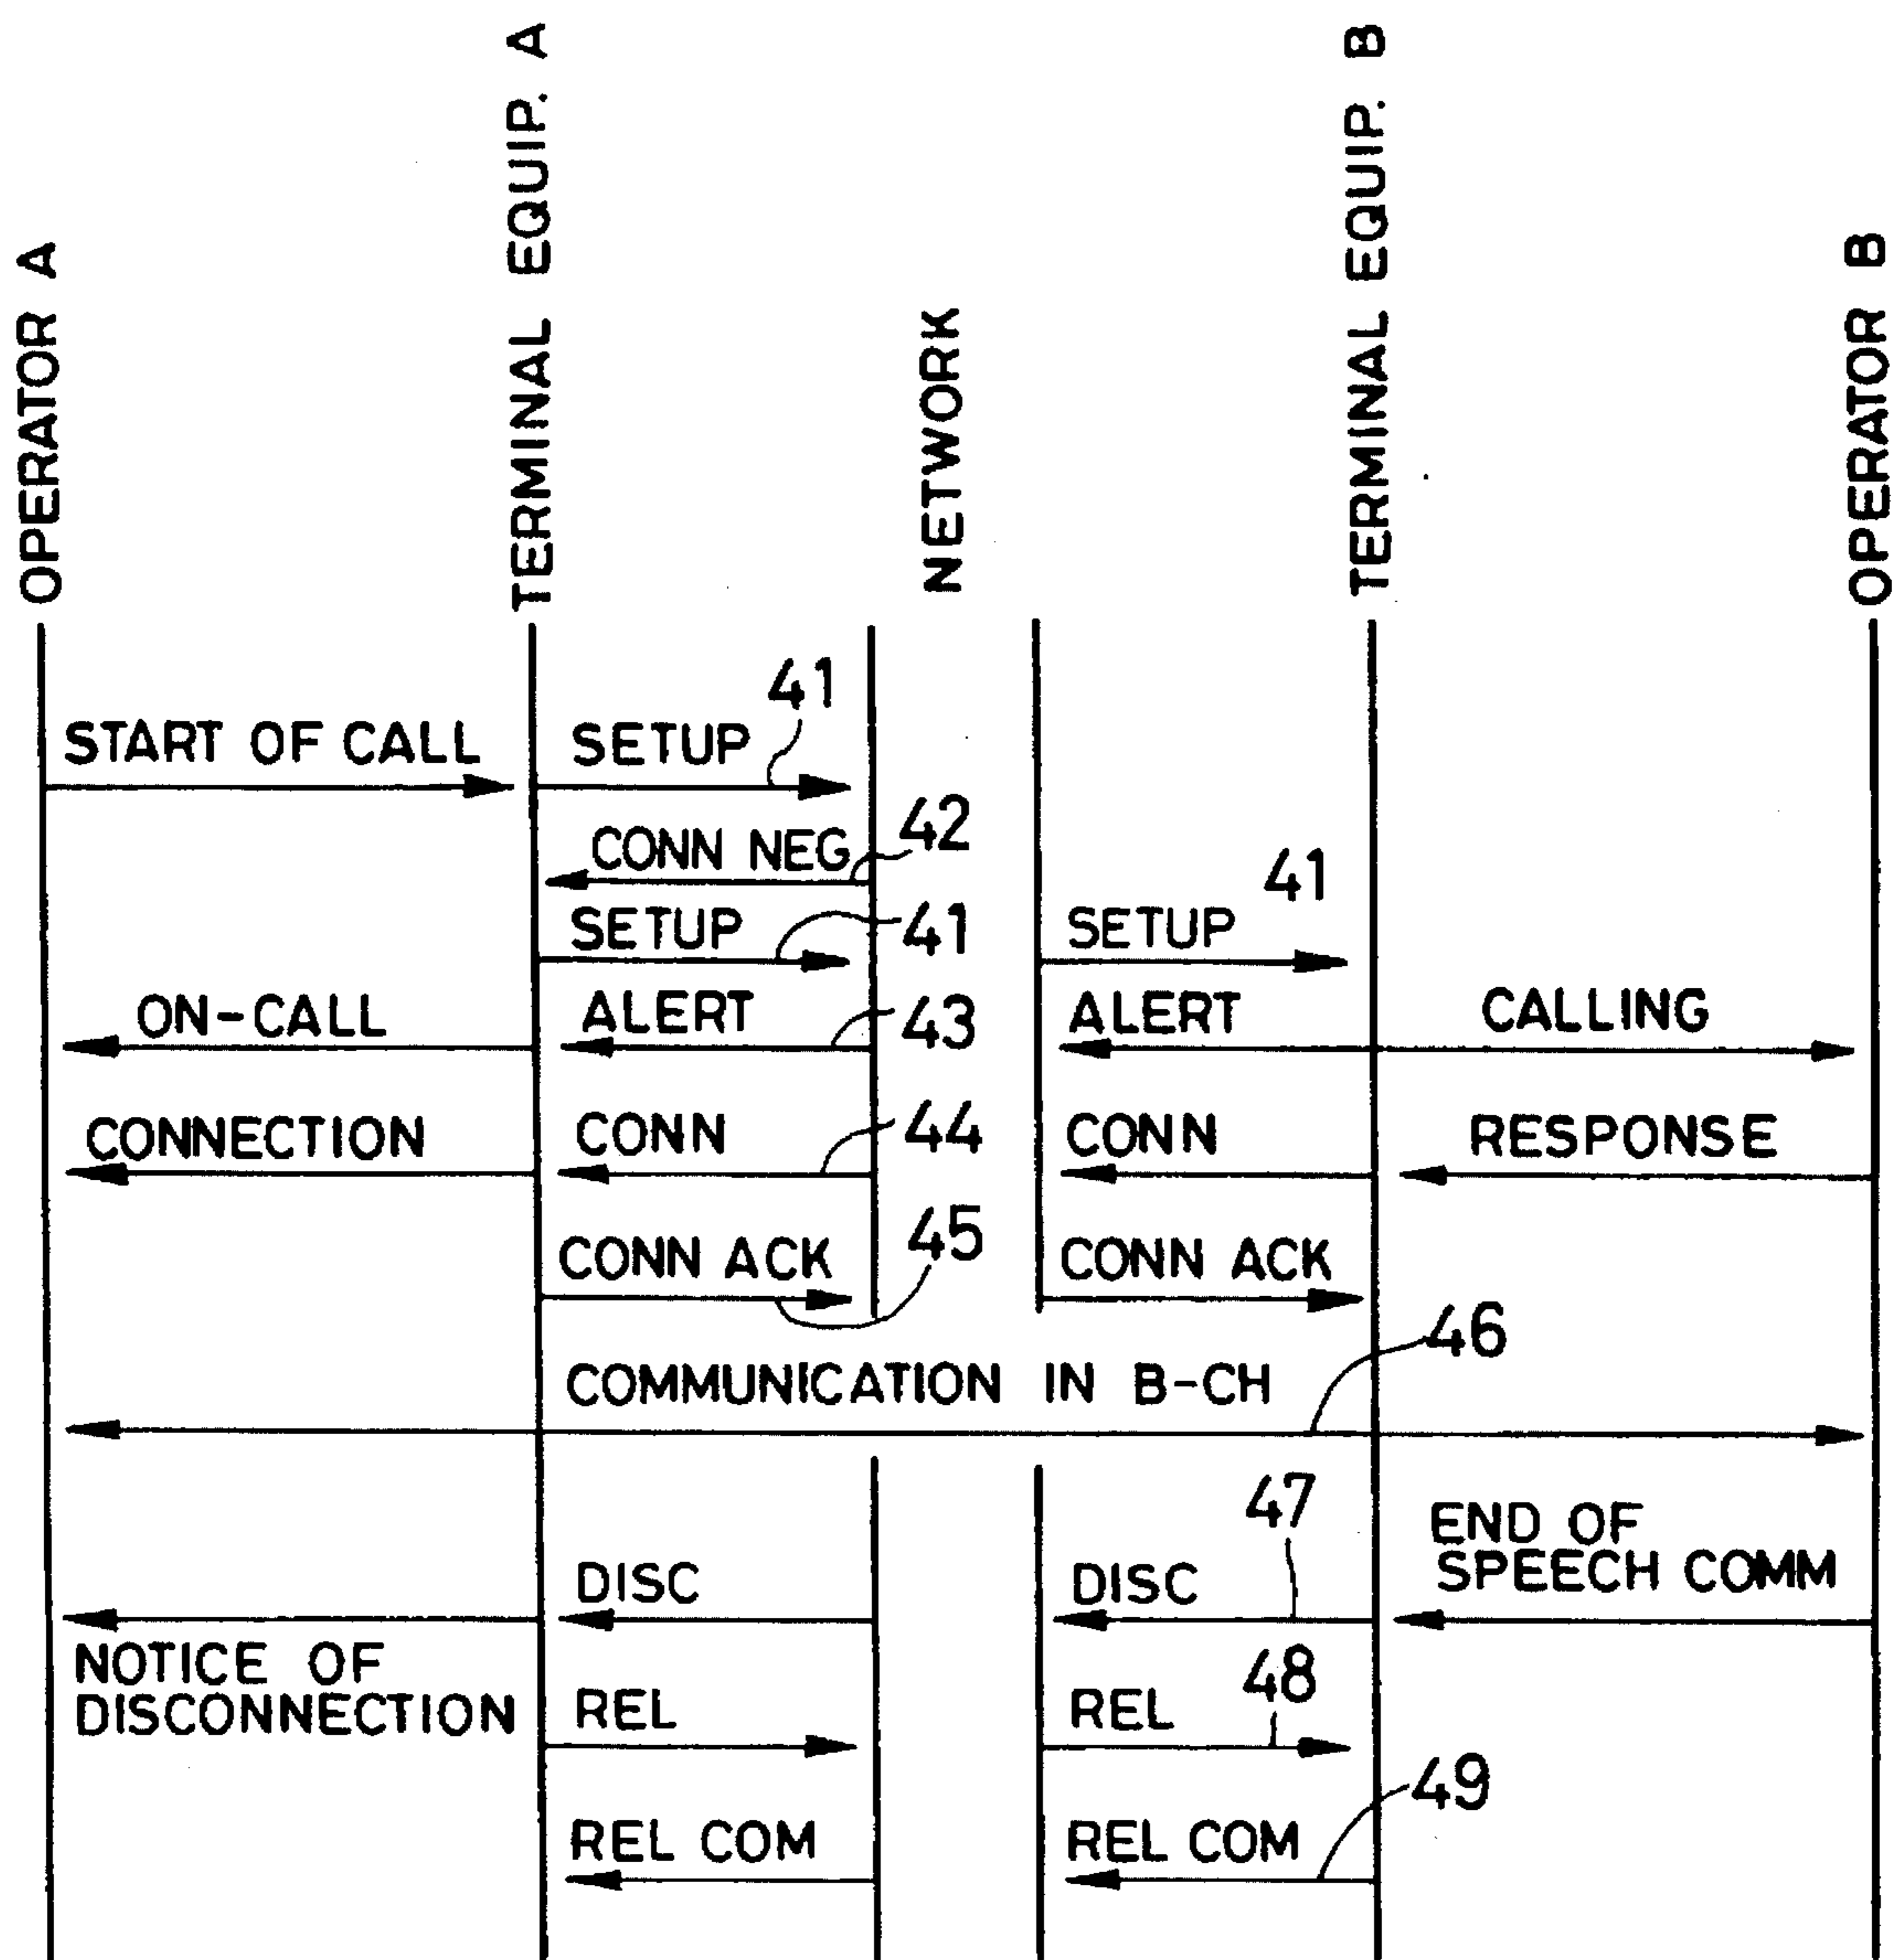 OPERATOR A
TERMINAL EQUIP. A
NETWORK
TERMINAL EQUIP. B
OPERATOR B
START OF CALL
SETUP
41
CONN NEG
42
SETUP
41
SETUP
41
ON-CALL
ALERT
43
ALERT
CALLING
CONNECTION
CONN
44
CONN
RESPONSE
CONN ACK
45
CONN ACK
COMMUNICATION IN B-CH
46
NOTICE OF
DISCONNECTION
DISC
DISC
47
END OF
SPEECH COMM
REL
REL
48
REL COM
REL COM
49